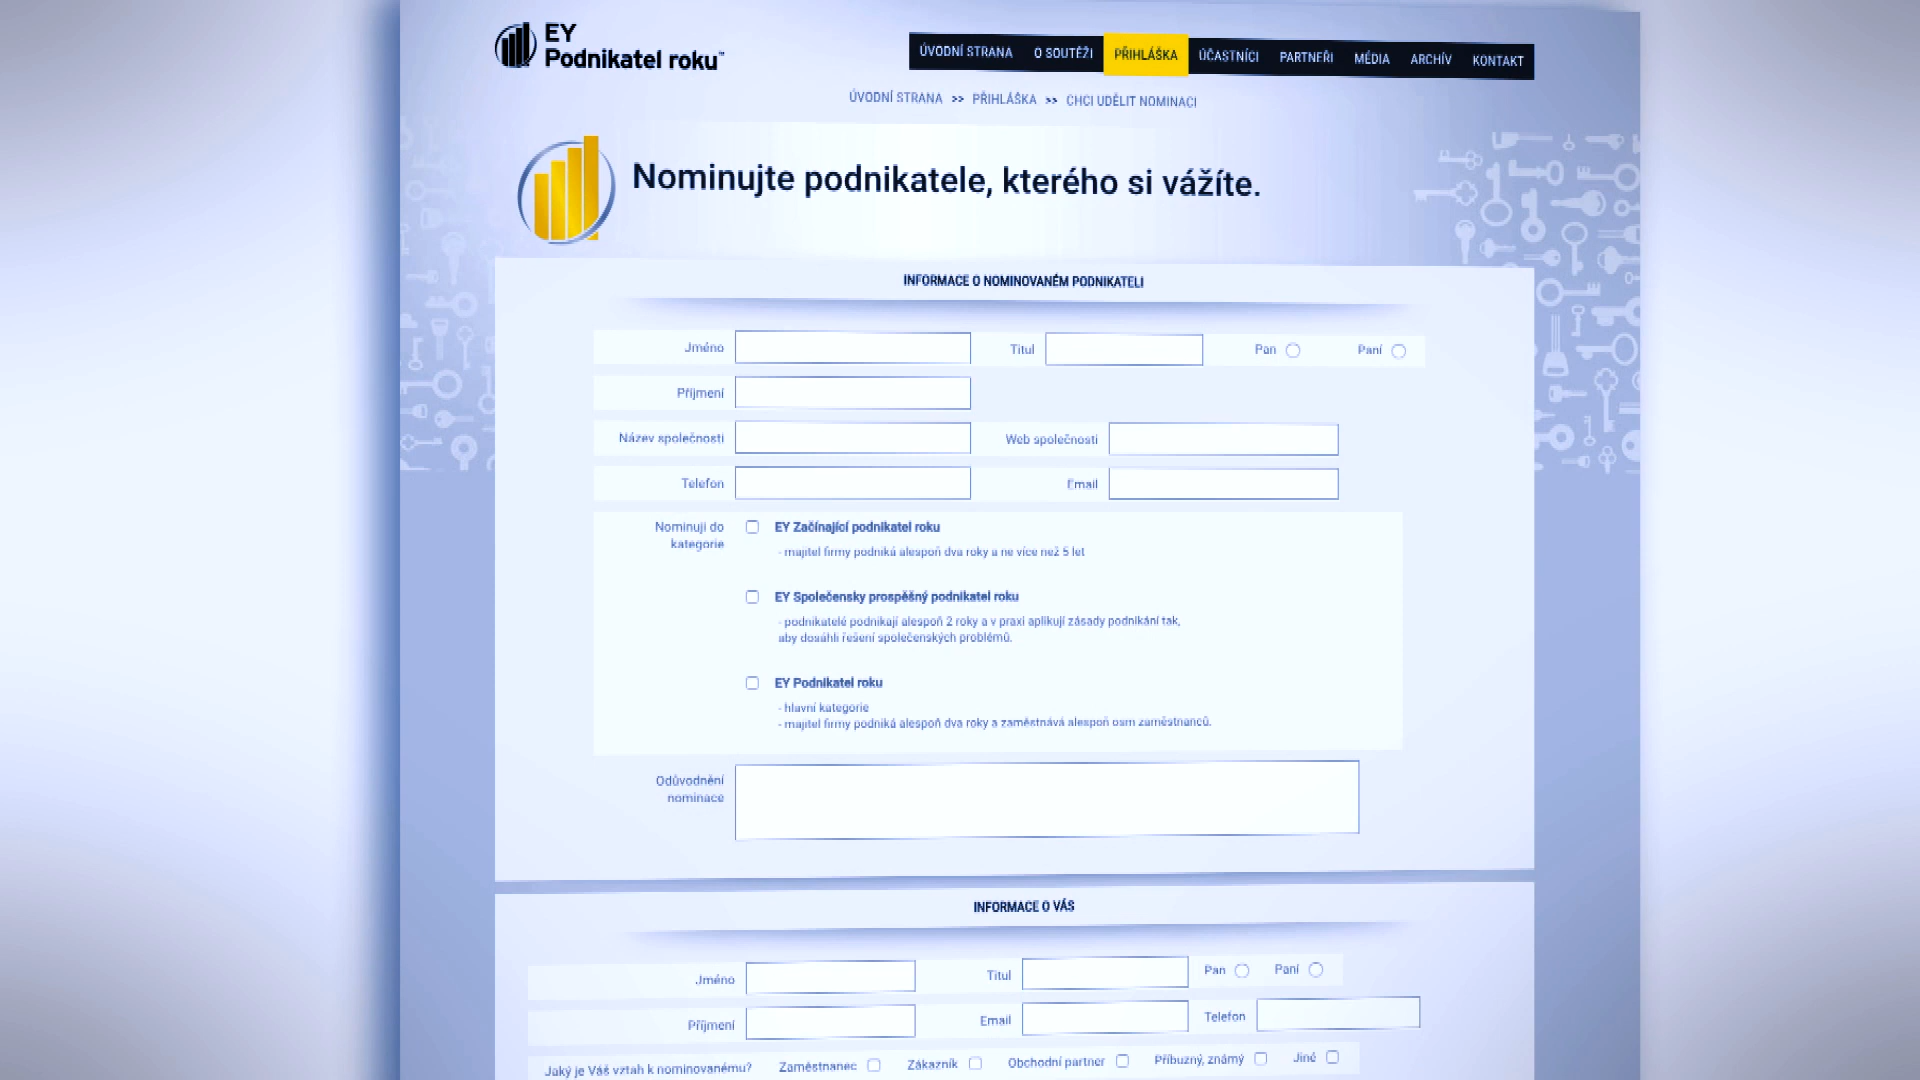 EY
Podnikatel roku™
ÚVODNÍ STRANA O SOUTĚŽI PŘIHLÁŠKA ÚČASTNÍCI PARTNEŘI MÉDIA ARCHÍV KONTAKT
ÚVODNÍ STRANA >> PŘIHLÁŠKA >> CHCI UDĚLIT NOMINACI
Nominujte podnikatele, kterého si vážíte.
INFORMACE O NOMINOVANÉM PODNIKATELI
Jméno Titul Pan Paní
Příjmení
Název společnosti Web společnosti
Telefon Email
Nominuji do
kategorie
EY Začínající podnikatel roku
- majitel firmy podniká alespoň dva roky a ne více než 5 let
EY Společensky prospěšný podnikatel roku
- podnikatelé podnikají alespoň 2 roky a v praxi aplikují zásady podnikání tak,
aby dosáhli řešení společenských problémů.
EY Podnikatel roku
- hlavní kategorie
- majitel firmy podniká alespoň dva roky a zaměstnává alespoň osm zaměstnanců.
Odůvodnění
nominace
INFORMACE O VÁS
Jméno Titul Pan Paní
Příjmení Email Telefon
Jaký je Váš vztah k nominovanému? Zaměstnanec Zákazník Obchodní partner Příbuzný, známý Jiné